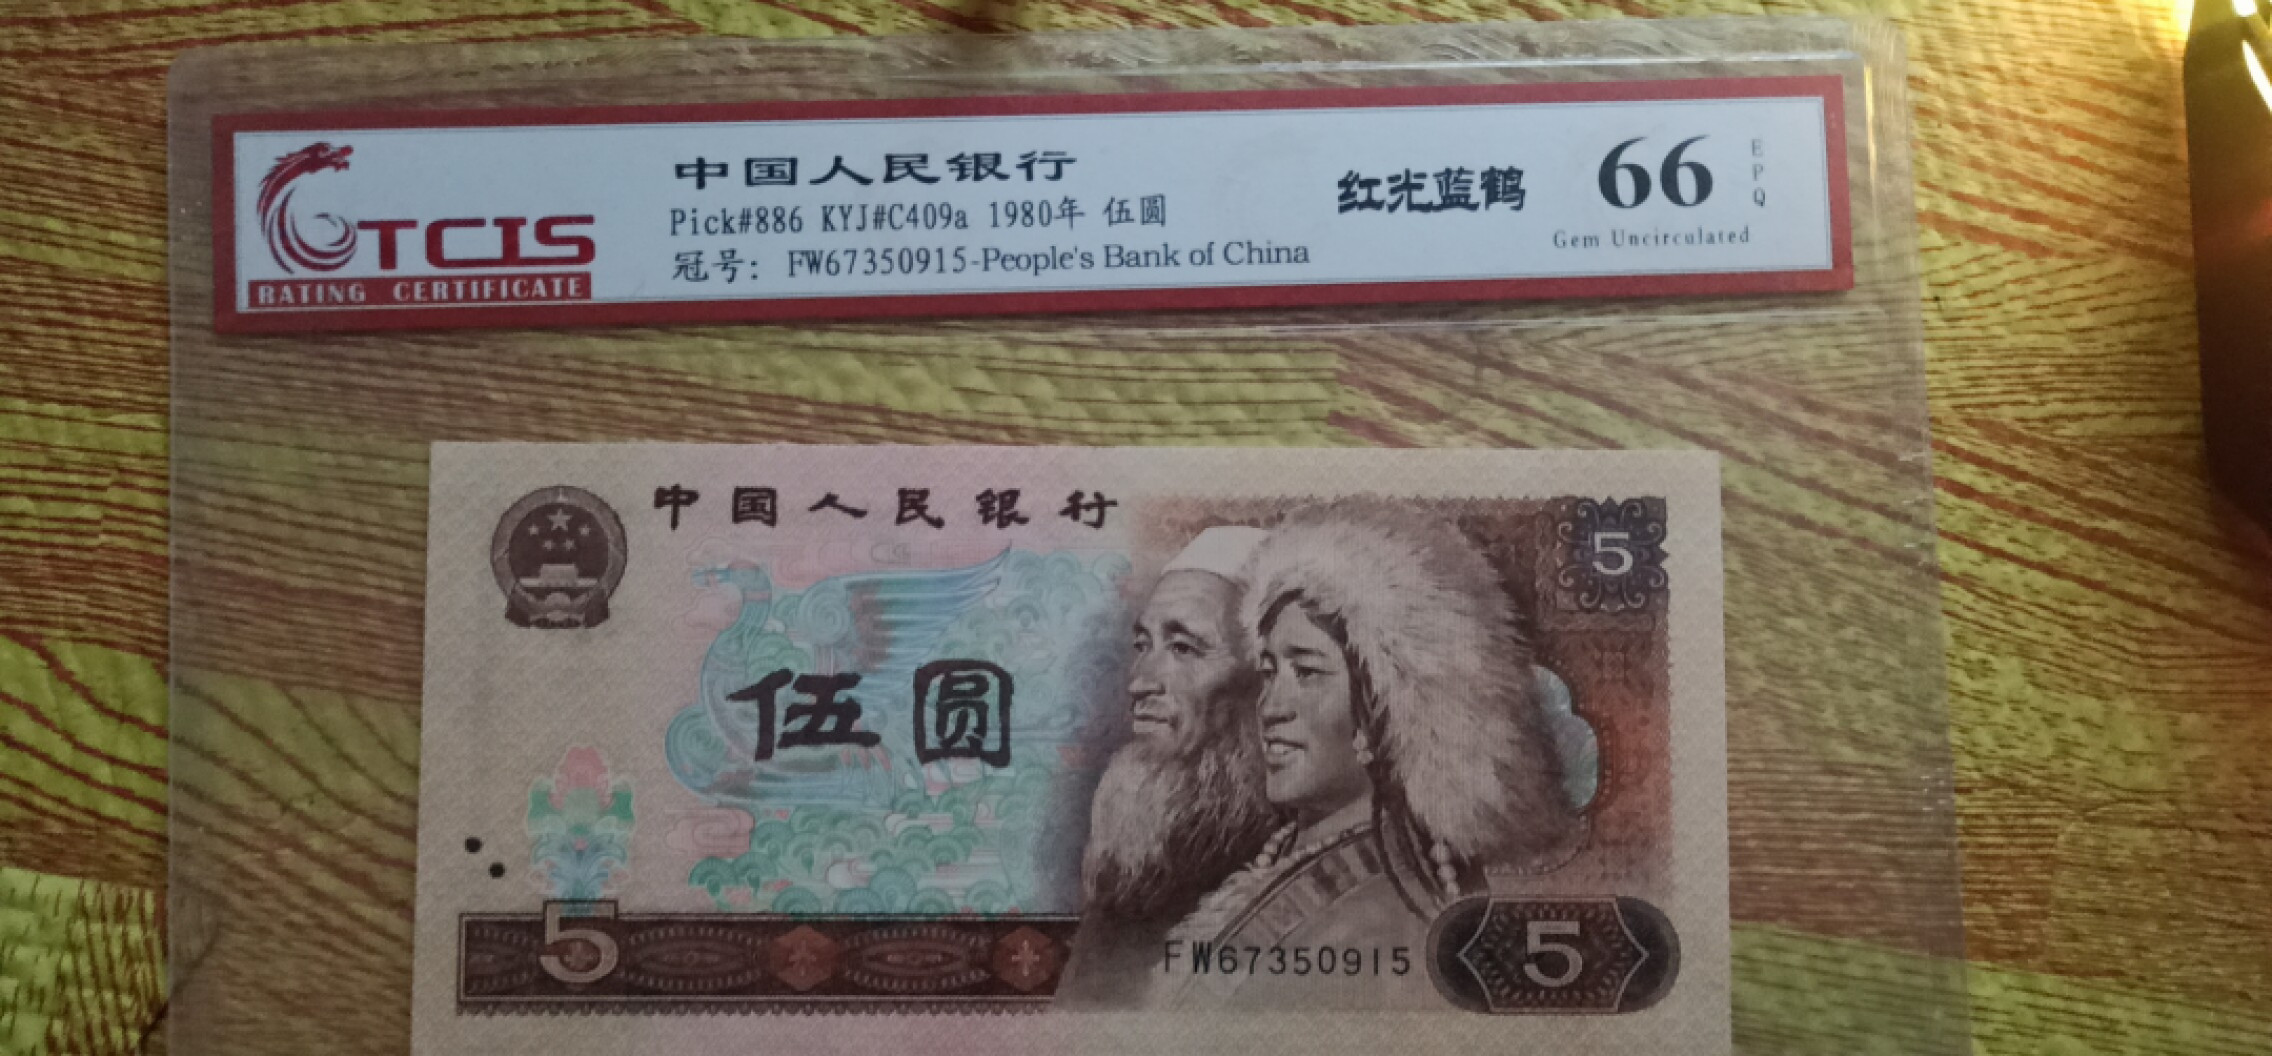 TCIS
RATING CERTIFICATE
中国人民银行
Pick#886 KYJ#C409a 1980年 伍圆
冠号: FW67350915-People's Bank of China
红光蓝鹤
66
EPQ
Gem Uncirculated
中国人民银行
5
伍圆
FW67350915
5
5